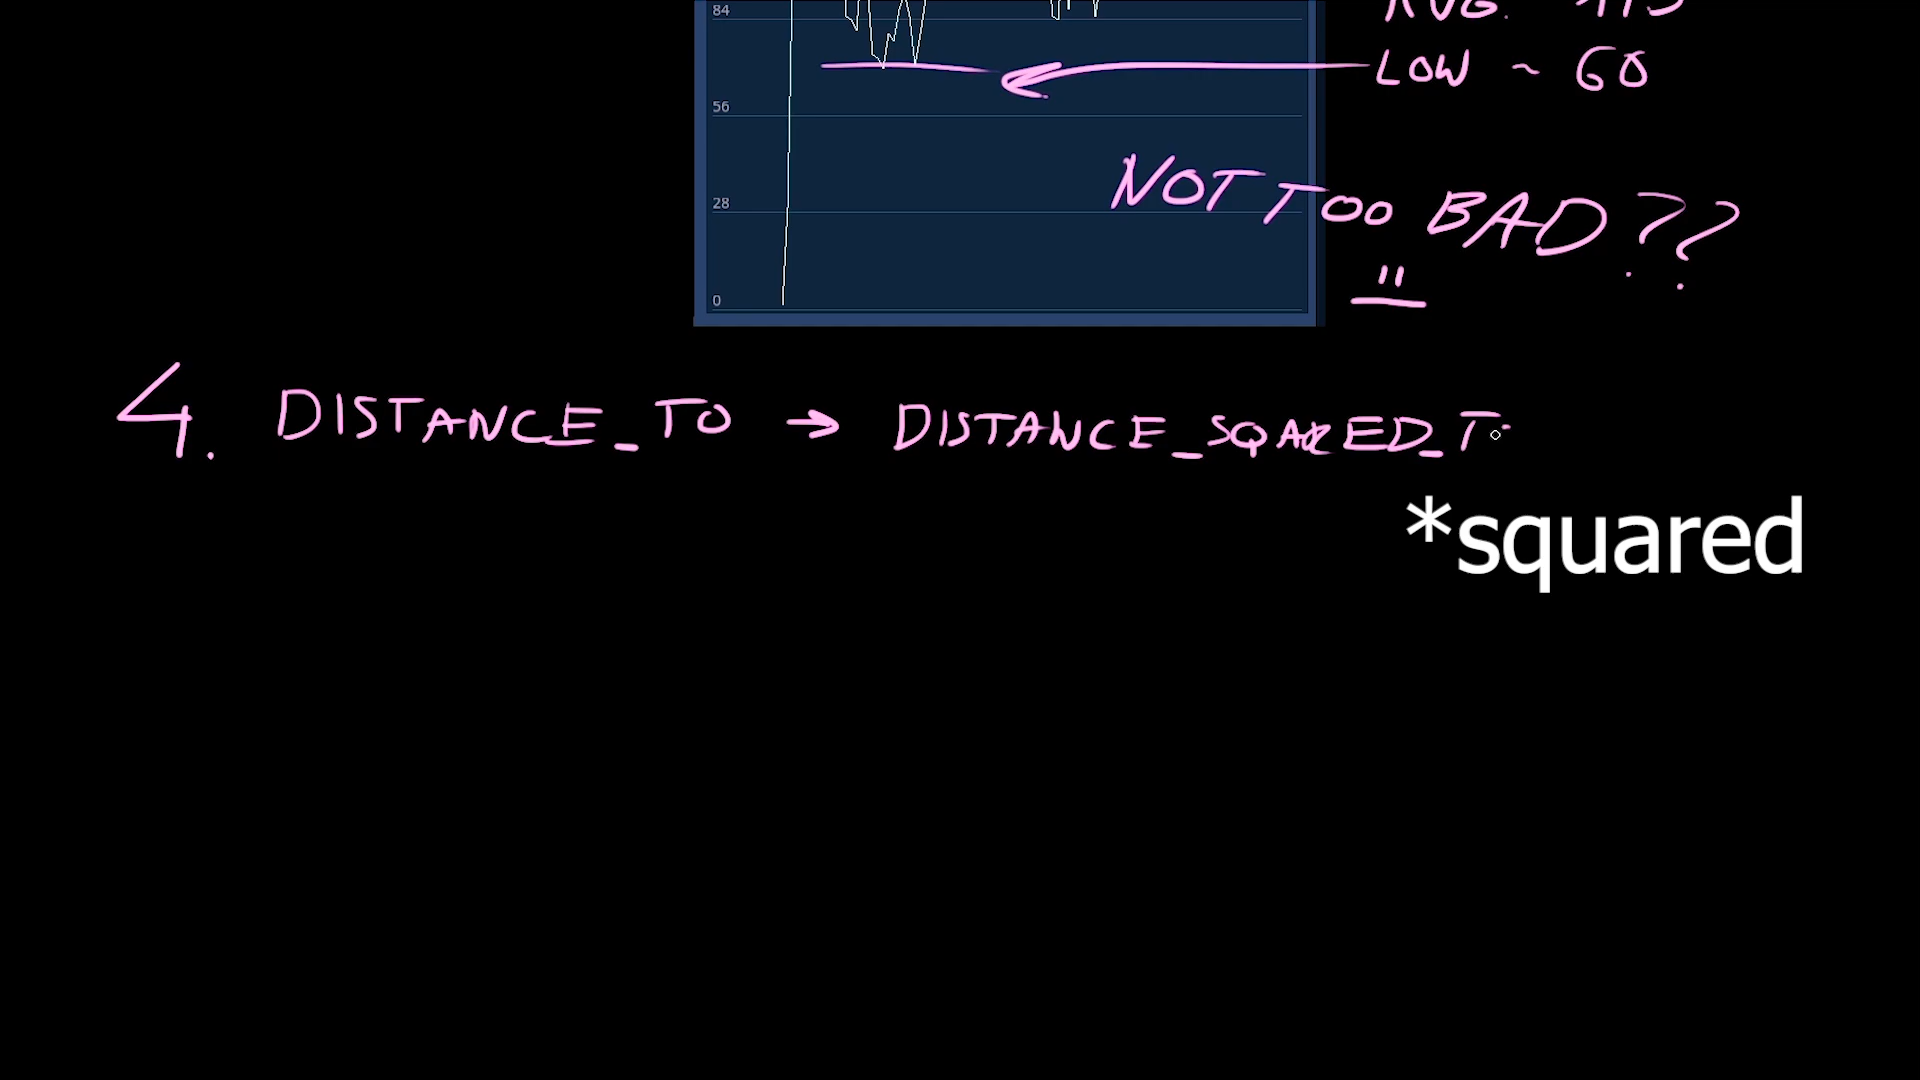 84
LOW ~ 60
56
NOT TOO BAD??
28
0
4. DISTANCE_TO → DISTANCE_SQARED_T
*squared